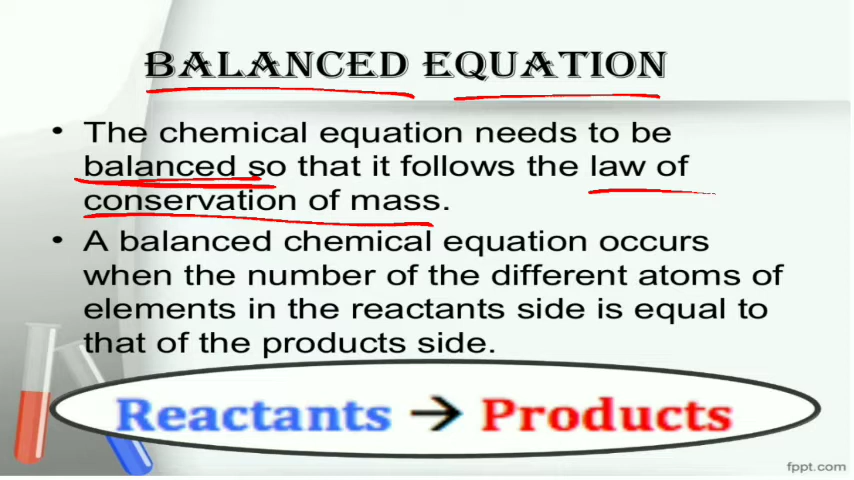 BALANCED EQUATION
• The chemical equation needs to be
balanced so that it follows the law of
conservation of mass.
• A balanced chemical equation occurs
when the number of the different atoms of
elements in the reactants side is equal to
that of the products side.
Reactants → Products
fppt.com